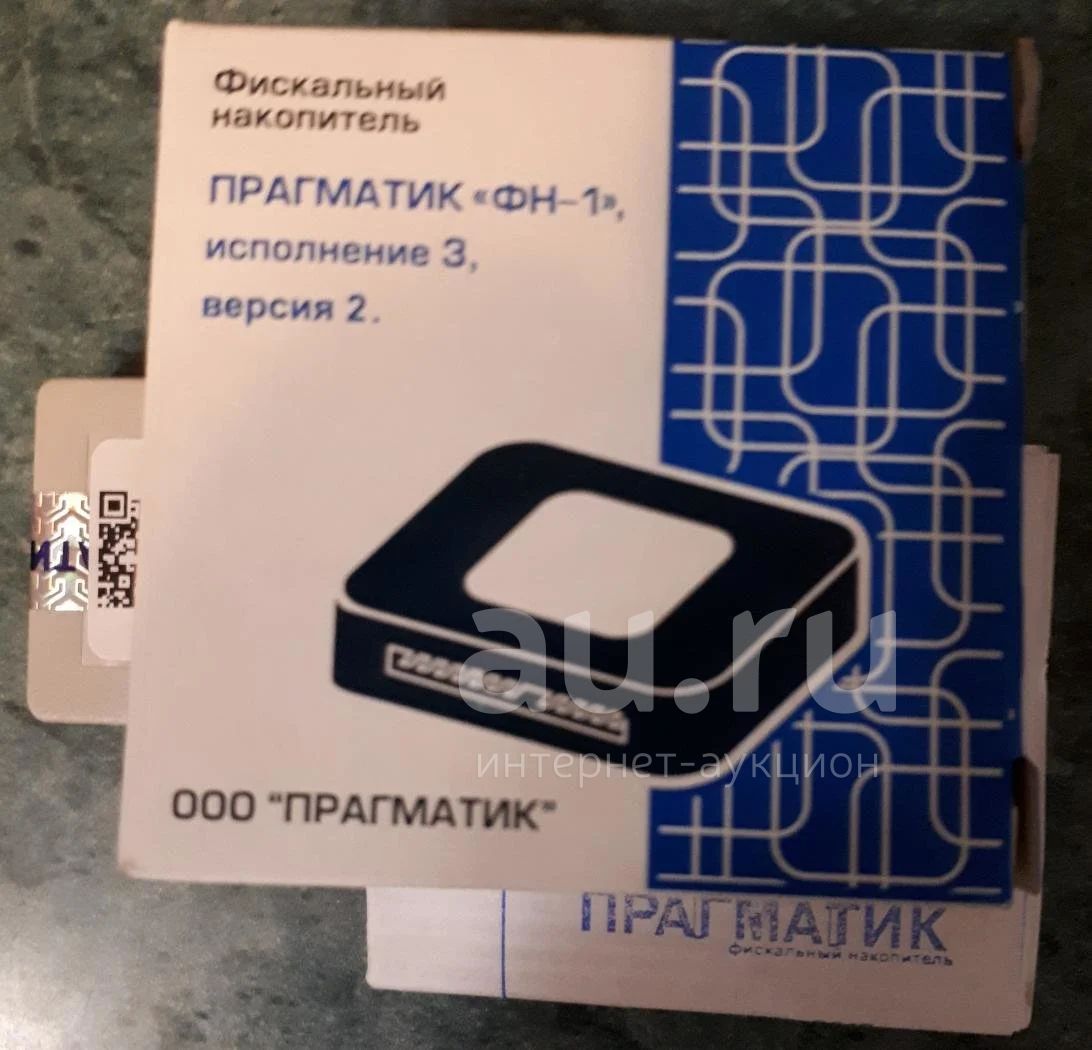 Фискальный
накопитель
ПРАГМАТИК «ФН-1»,
исполнение 3,
версия 2.
au.ru
интернет-аукцион
ООО "ПРАГМАТИК"
ПРАГМАТИК
фискальный накопитель